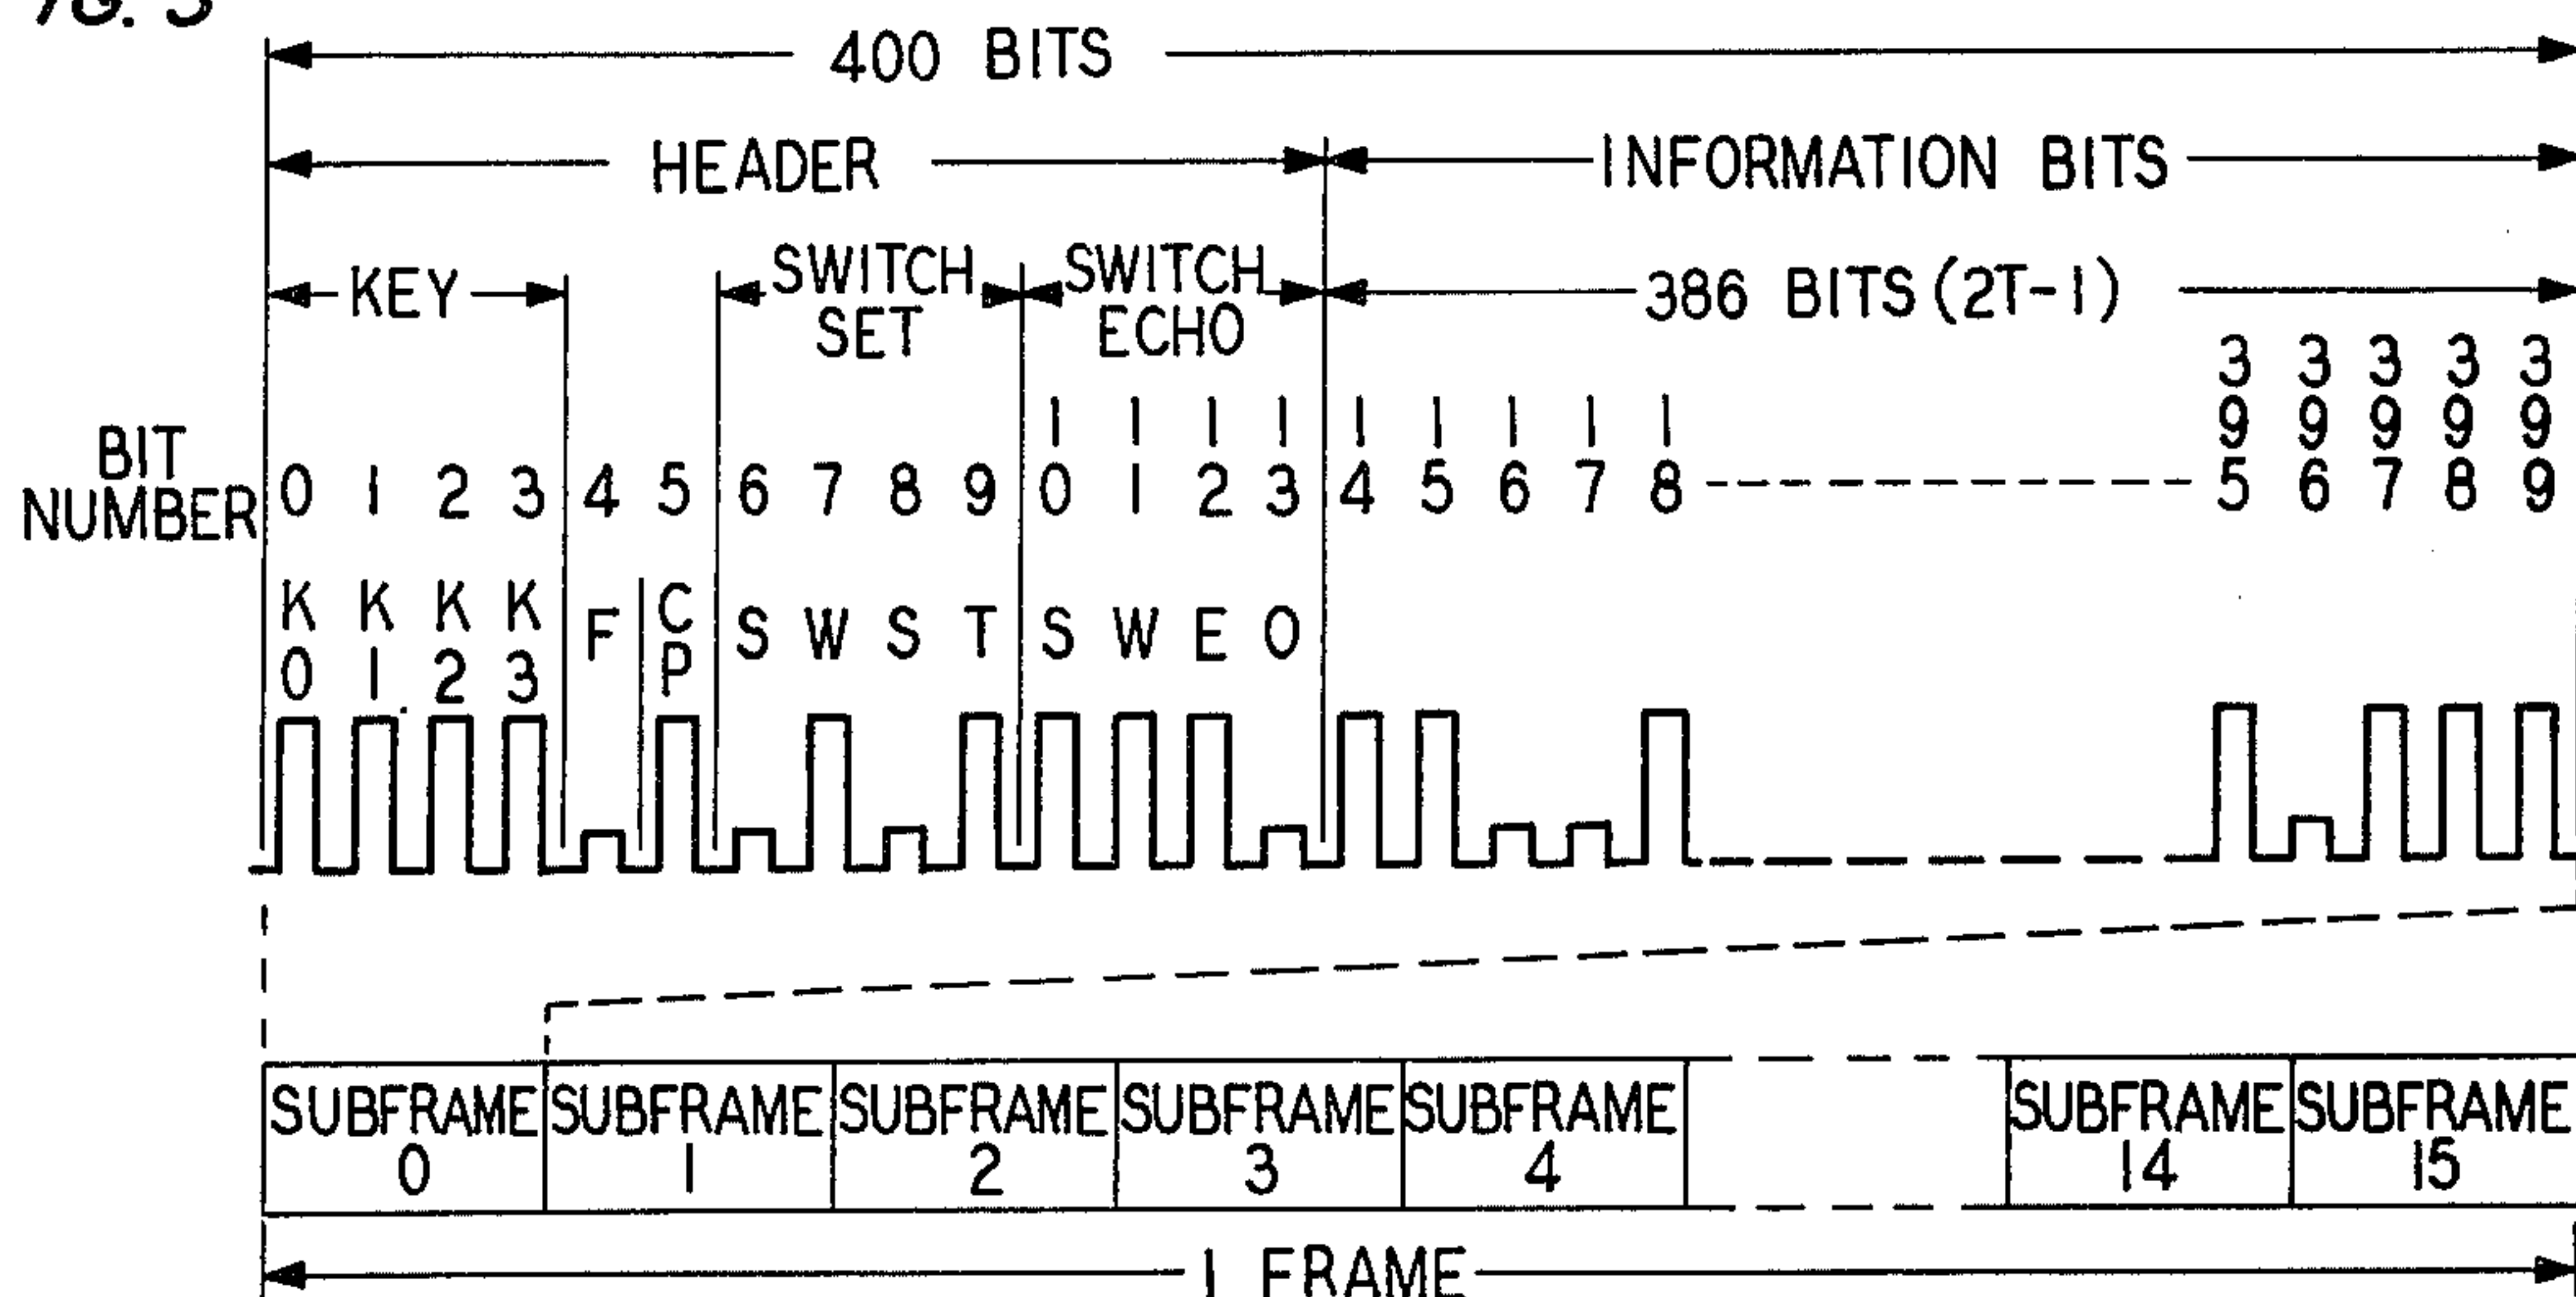 400 BITS
HEADER
INFORMATION BITS
KEY
SWITCH SET
SWITCH ECHO
386 BITS (2T-1)
BIT NUMBER
0 1 2 3 4 5 6 7 8 9 10 11 12 13 14 15 16 17 18 395 396 397 398 399
K0 K1 K2 K3 F CP S W S T S W E O
SUBFRAME 0
SUBFRAME 1
SUBFRAME 2
SUBFRAME 3
SUBFRAME 4
SUBFRAME 14
SUBFRAME 15
1 FRAME